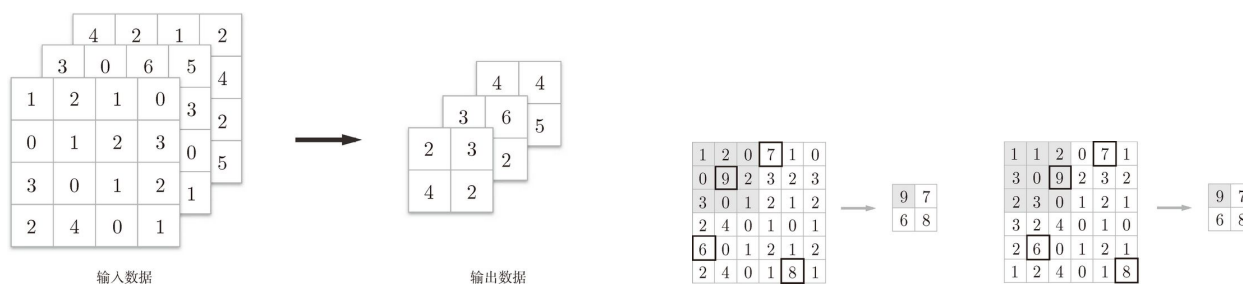 4 2 1 2
4
2
5
3 0 6 5
3
0
1
1 2 1 0
0 1 2 3
3 0 1 2
2 4 0 1
输入数据
4 4
5
3 6
2
2 3
4 2
输出数据
1 2 0 7 1 0
0 9 2 3 2 3
3 0 1 2 1 2
2 4 0 1 0 1
6 0 1 2 1 2
2 4 0 1 8 1
9 7
6 8
1 1 2 0 7 1
3 0 9 2 3 2
2 3 0 1 2 1
3 2 4 0 1 0
2 6 0 1 2 1
1 2 4 0 1 8
9 7
6 8